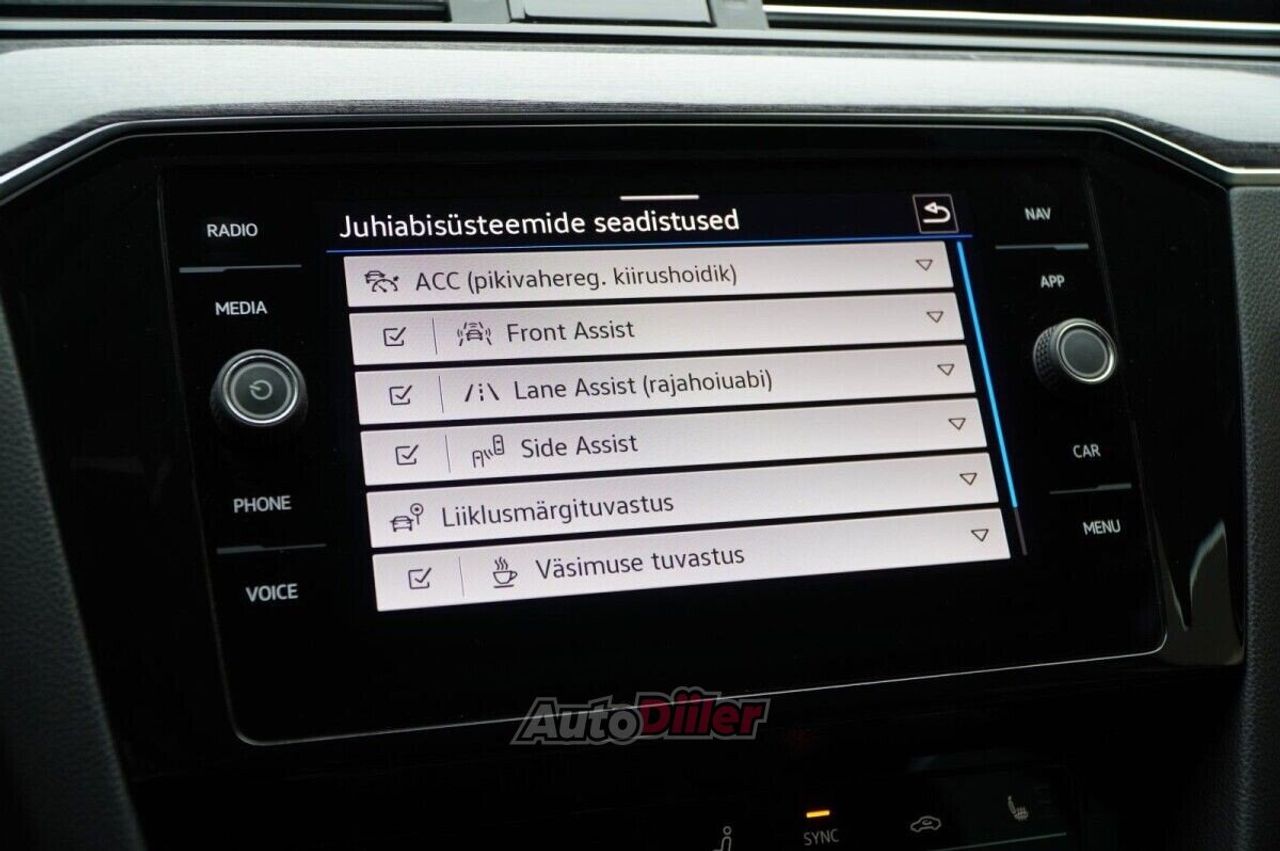 RADIO
MEDIA
PHONE
VOICE
Juhiabisüsteemide seadistused
ACC (pikivahereg. kiirushoidik)
Front Assist
Lane Assist (rajahoiuabi)
Side Assist
Liiklusmärgituvastus
Väsimuse tuvastus
NAV
APP
CAR
MENU
AutoDiiler
SYNC